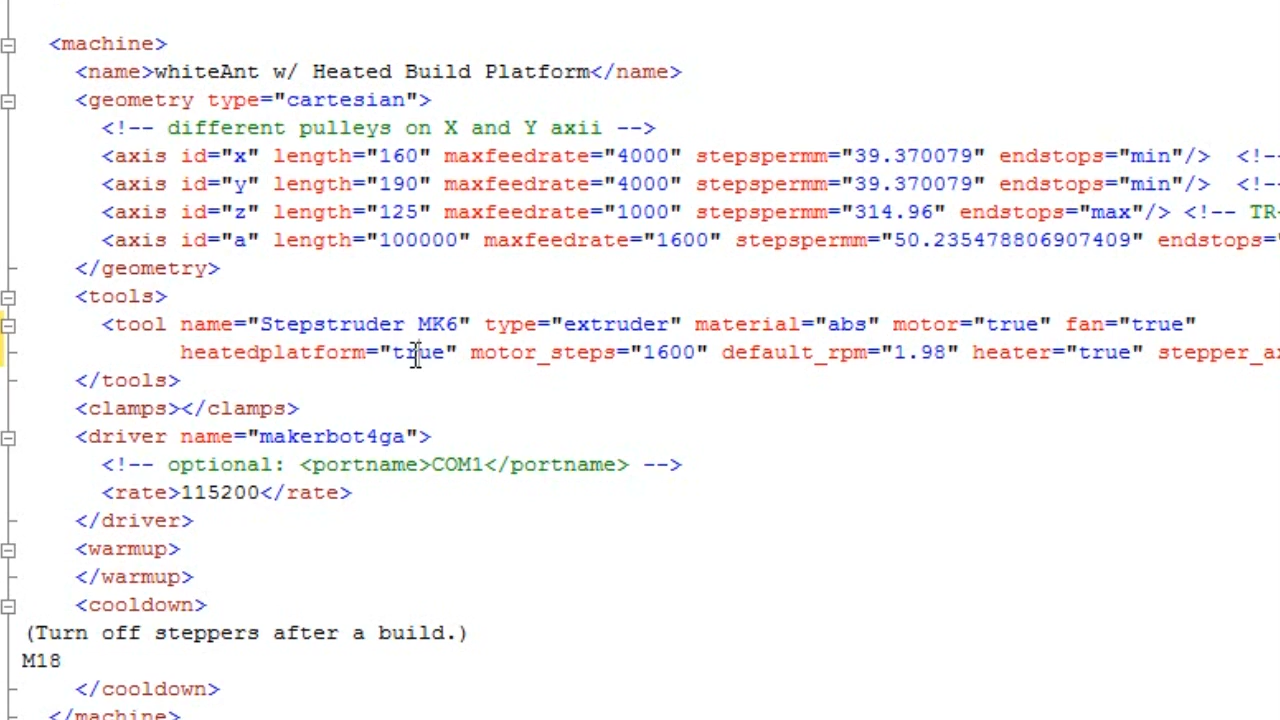 <machine>
<name>whiteAnt w/ Heated Build Platform</name>
<geometry type="cartesian">
<!-- different pulleys on X and Y axii -->
<axis id="x" length="160" maxfeedrate="4000" stepspermm="39.370079" endstops="min"/> <!--
<axis id="y" length="190" maxfeedrate="4000" stepspermm="39.370079" endstops="min"/> <!--
<axis id="z" length="125" maxfeedrate="1000" stepspermm="314.96" endstops="max"/> <!-- TR
<axis id="a" length="100000" maxfeedrate="1600" stepspermm="50.235478806907409" endstops="
</geometry>
<tools>
<tool name="Stepstruder MK6" type="extruder" material="abs" motor="true" fan="true"
heatedplatform="true" motor_steps="1600" default_rpm="1.98" heater="true" stepper_a
</tools>
<clamps></clamps>
<driver name="makerbot4ga">
<!-- optional: <portname>COM1</portname> -->
<rate>115200</rate>
</driver>
<warmup>
</warmup>
<cooldown>
(Turn off steppers after a build.)
M18
</cooldown>
</machine>